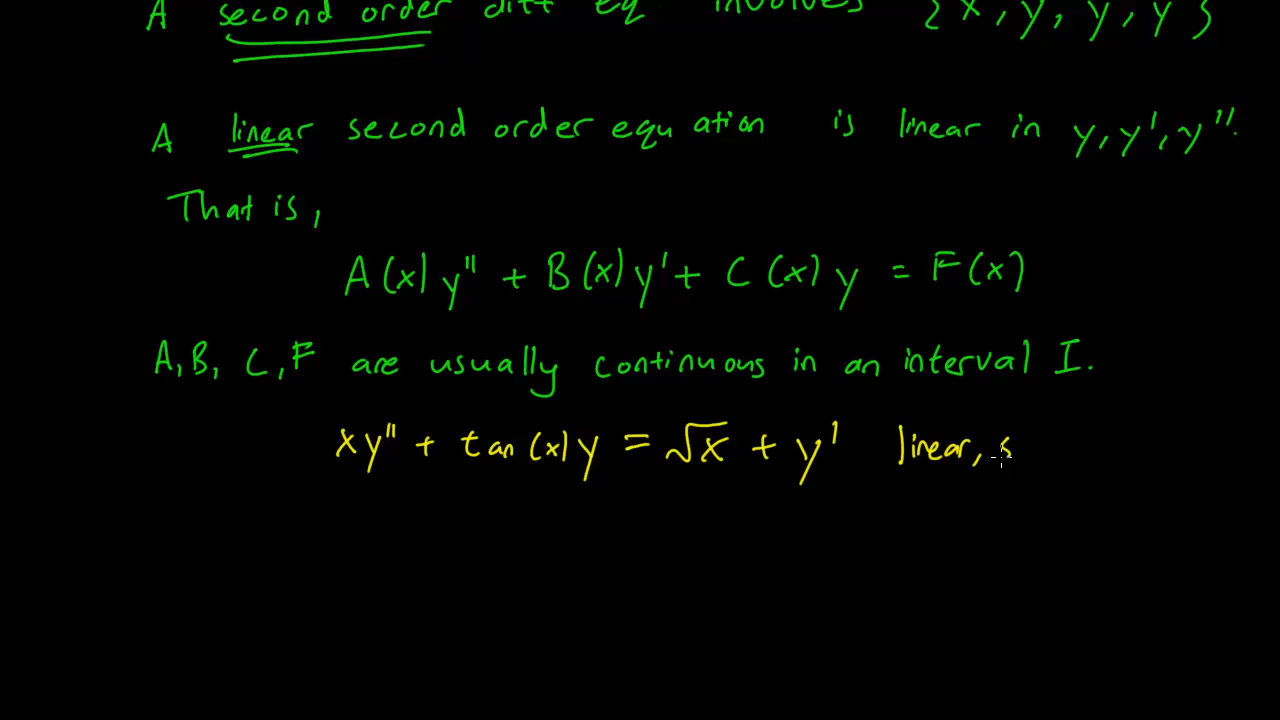 A second order diff eq involves {x, y, y, y}
A linear second order equation is linear in y, y', y''.
That is,
A(x) y'' + B(x) y' + C(x) y = F(x)
A, B, C, F are usually continuous in an interval I.
xy'' + tan(x) y = √x + y' linear, s